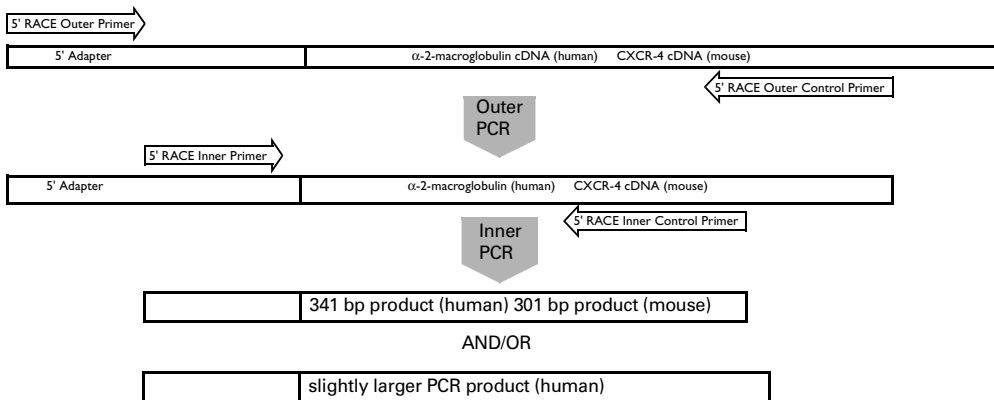 5' RACE Outer Primer
5' Adapter α-2-macroglobulin cDNA (human) CXCR-4 cDNA (mouse)
5' RACE Outer Control Primer
Outer
PCR
5' RACE Inner Primer
5' Adapter α-2-macroglobulin (human) CXCR-4 cDNA (mouse)
5' RACE Inner Control Primer
Inner
PCR
341 bp product (human) 301 bp product (mouse)
AND/OR
slightly larger PCR product (human)